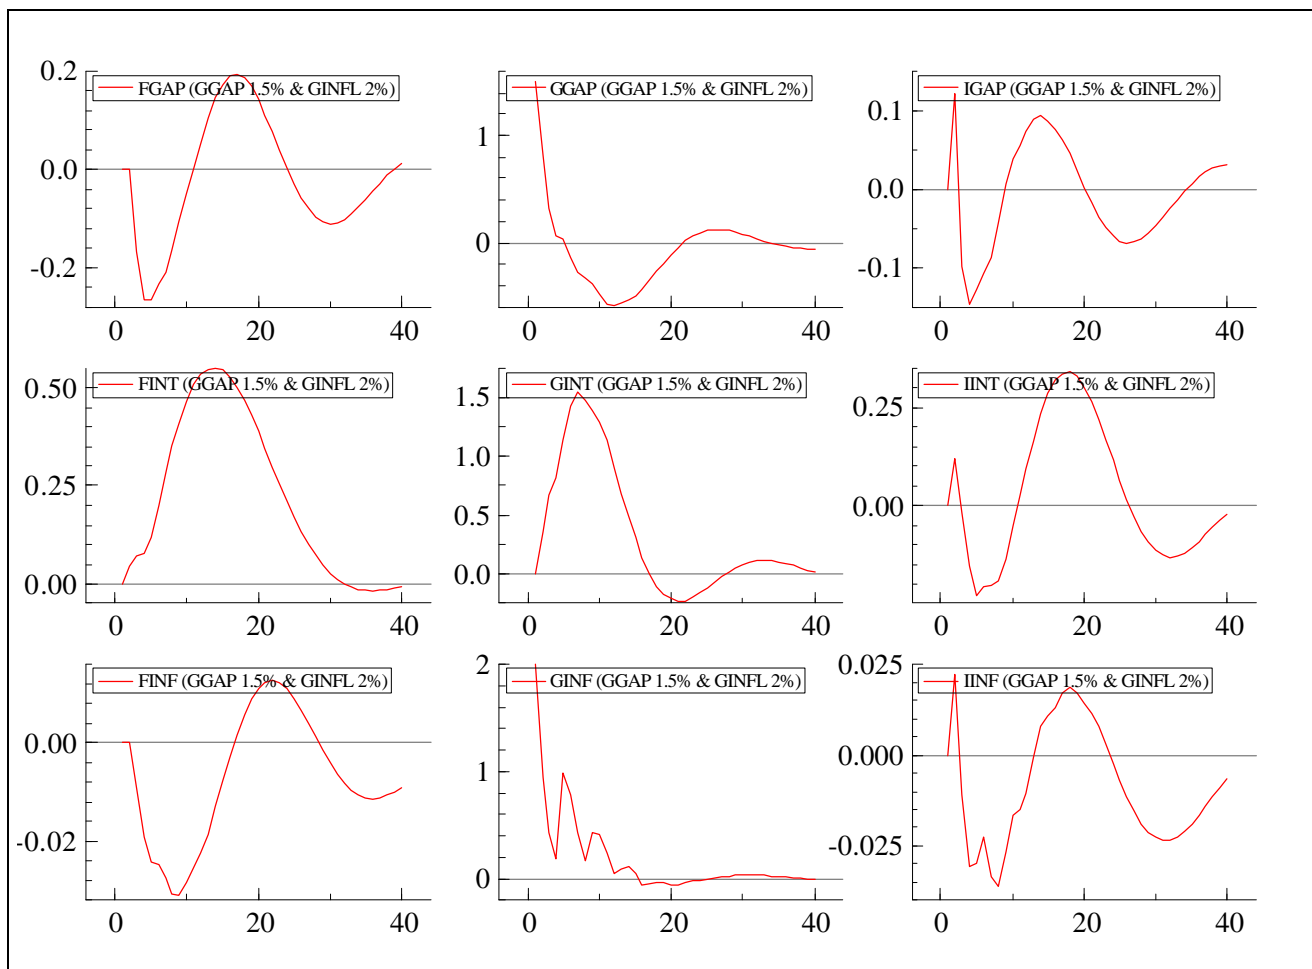 FGAP (GGAP 1.5% & GINFL 2%)
0.2
0.0
-0.2
0 20 40
GGAP (GGAP 1.5% & GINFL 2%)
1
0
0 20 40
IGAP (GGAP 1.5% & GINFL 2%)
0.1
0.0
-0.1
0 20 40
FINT (GGAP 1.5% & GINFL 2%)
0.50
0.25
0.00
0 20 40
GINT (GGAP 1.5% & GINFL 2%)
1.5
1.0
0.5
0.0
0 20 40
IINT (GGAP 1.5% & GINFL 2%)
0.25
0.00
0 20 40
FINF (GGAP 1.5% & GINFL 2%)
0.00
-0.02
0 20 40
GINF (GGAP 1.5% & GINFL 2%)
2
1
0
0 20 40
IINF (GGAP 1.5% & GINFL 2%)
0.025
0.000
-0.025
0 20 40